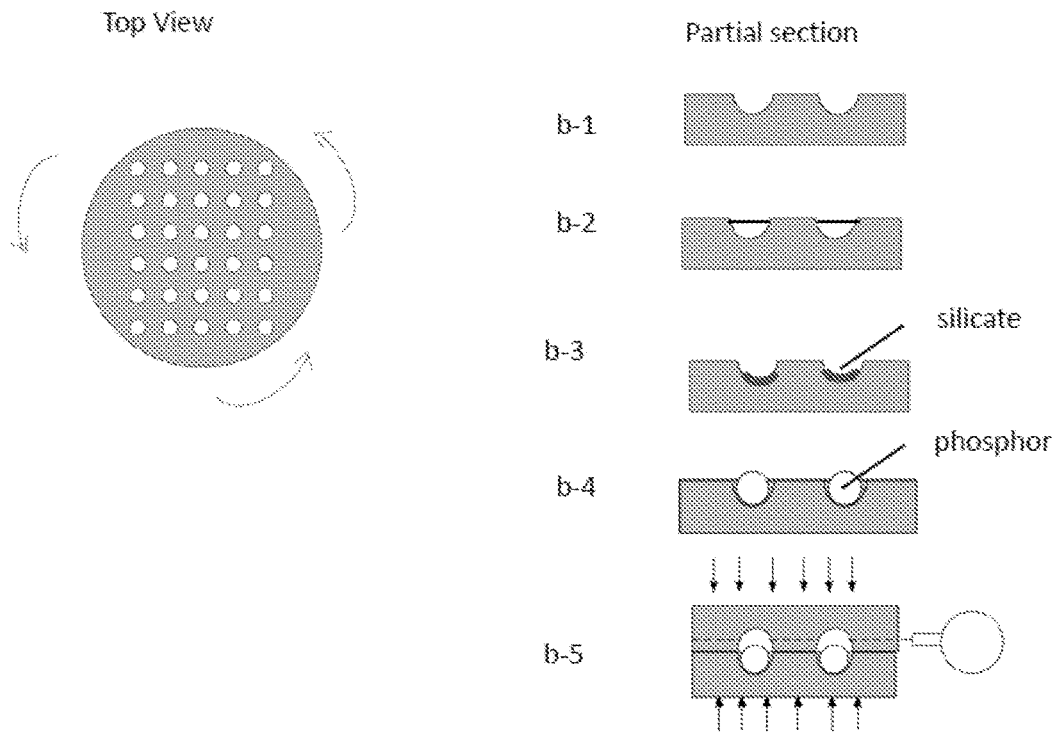 Top View
Partial section
b-1
b-2
silicate
b-3
phosphor
b-4
b-5